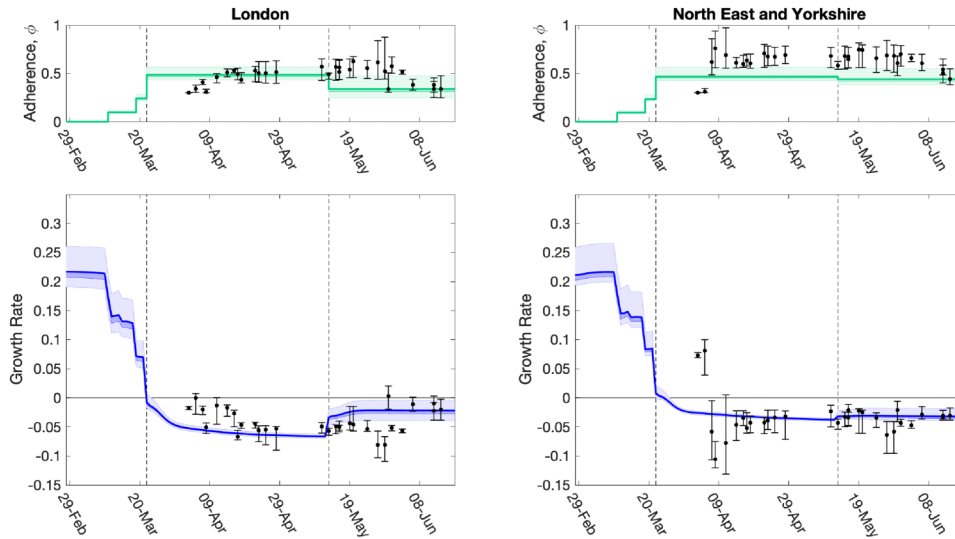 London
North East and Yorkshire
Adherence, ϕ
1
0.5
0
29-Feb
20-Mar
09-Apr
29-Apr
19-May
08-Jun
Adherence, ϕ
1
0.5
0
29-Feb
20-Mar
09-Apr
29-Apr
19-May
08-Jun
Growth Rate
0.3
0.25
0.2
0.15
0.1
0.05
0
-0.05
-0.1
-0.15
29-Feb
20-Mar
09-Apr
29-Apr
19-May
08-Jun
Growth Rate
0.3
0.25
0.2
0.15
0.1
0.05
0
-0.05
-0.1
-0.15
29-Feb
20-Mar
09-Apr
29-Apr
19-May
08-Jun